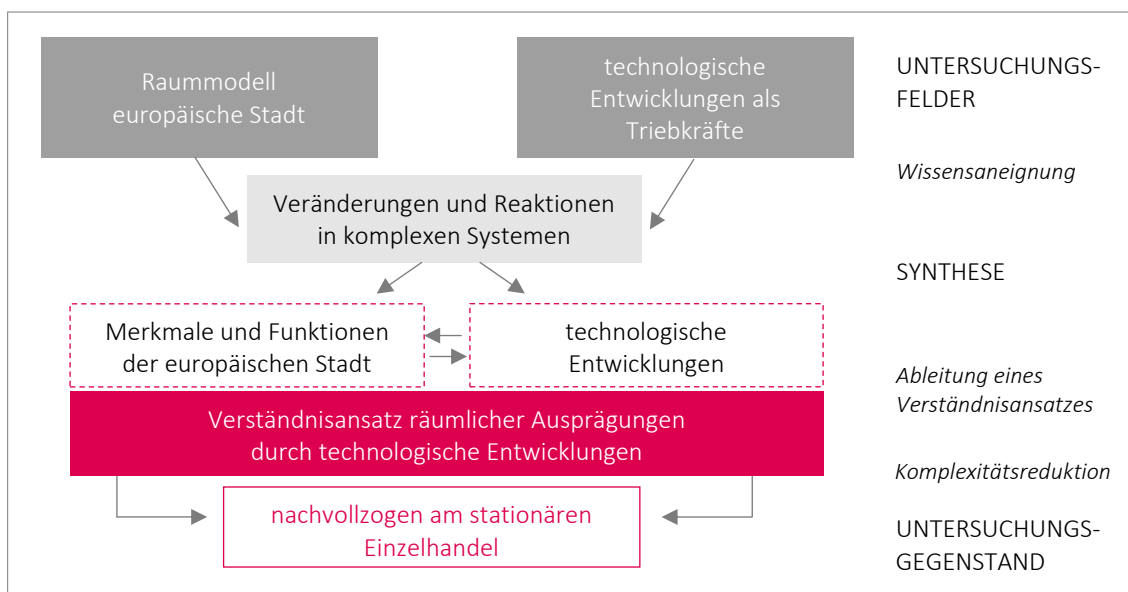 Raummodell
europäische Stadt
technologische
Entwicklungen als
Triebkräfte
UNTERSUCHUNGS-
FELDER
Wissensaneignung
Veränderungen und Reaktionen
in komplexen Systemen
SYNTHESE
Merkmale und Funktionen
der europäischen Stadt
technologische
Entwicklungen
Ableitung eines
Verständnisansatzes
Verständnisansatz räumlicher Ausprägungen
durch technologische Entwicklungen
Komplexitätsreduktion
nachvollzogen am stationären
Einzelhandel
UNTERSUCHUNGS-
GEGENSTAND